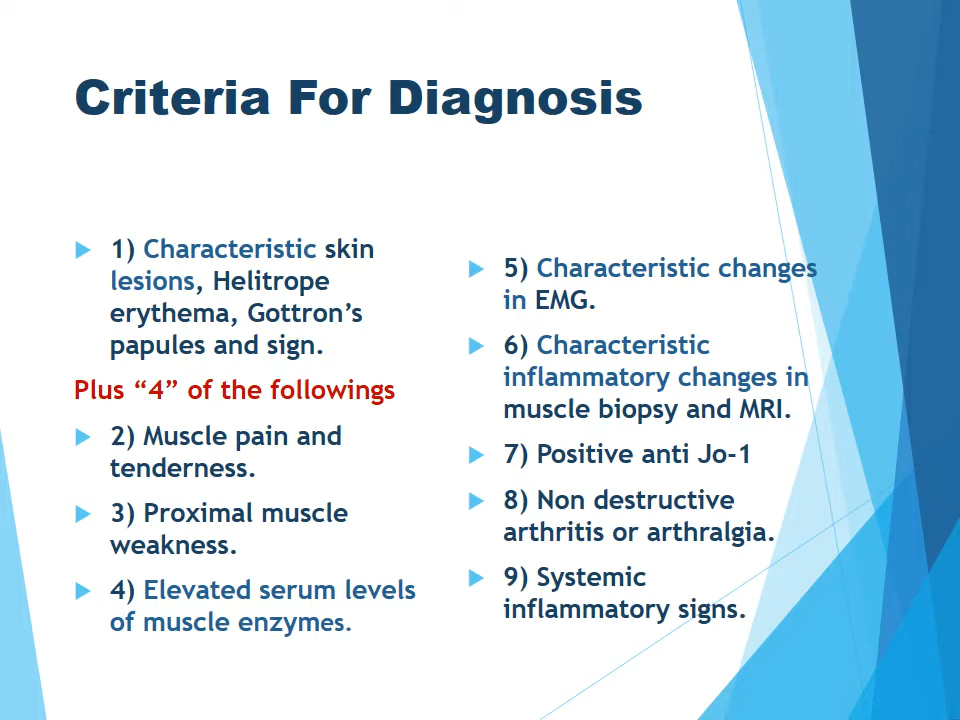 Criteria For Diagnosis
1) Characteristic skin
lesions, Helitrope
erythema, Gottron’s
papules and sign.
Plus “4” of the followings
2) Muscle pain and
tenderness.
3) Proximal muscle
weakness.
4) Elevated serum levels
of muscle enzymes.
5) Characteristic changes
in EMG.
6) Characteristic
inflammatory changes in
muscle biopsy and MRI.
7) Positive anti Jo-1
8) Non destructive
arthritis or arthralgia.
9) Systemic
inflammatory signs.